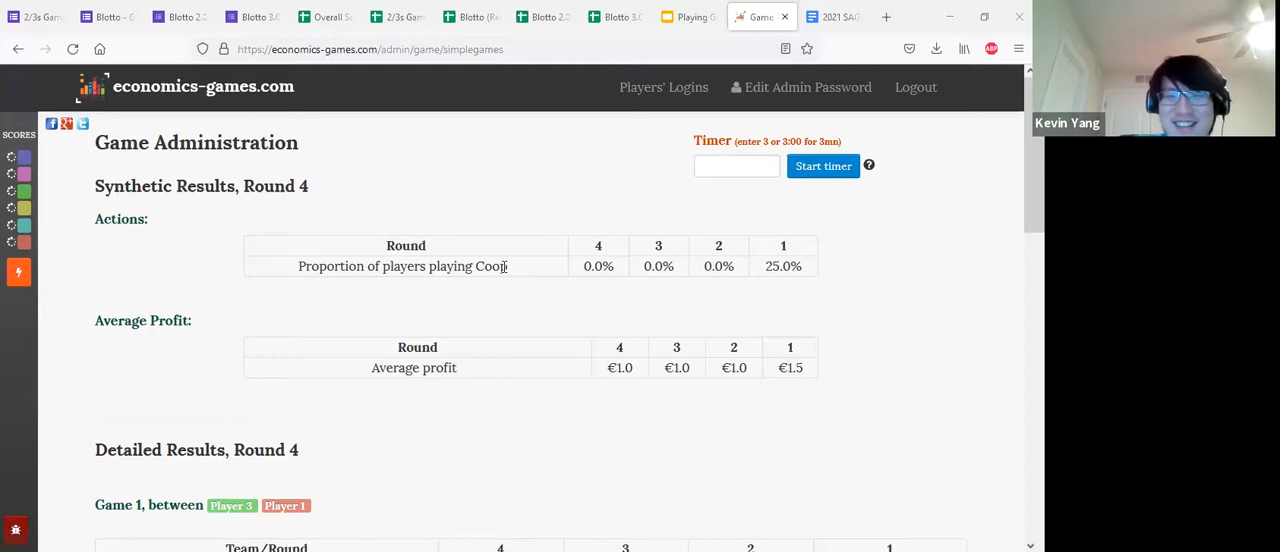 2/3s Gam
Blotto - G
Blotto 2.
Blotto 3.0
Overall Sc
2/3s Gam
Blotto (Re
Blotto 2.0
Blotto 3.0
Playing G
Game
2021 SAG
https://economics-games.com/admin/game/simplegames
ABP
economics-games.com
Players' Logins
Edit Admin Password
Logout
Kevin Yang
SCORES
Game Administration
Timer (enter 3 or 3:00 for 3mn)
Start timer
Synthetic Results, Round 4
Actions:
Round 4 3 2 1
Proportion of players playing Coop 0.0% 0.0% 0.0% 25.0%
Average Profit:
Round 4 3 2 1
Average profit €1.0 €1.0 €1.0 €1.5
Detailed Results, Round 4
Game 1, between Player 3 Player 1
Team/Round 4 3 2 1